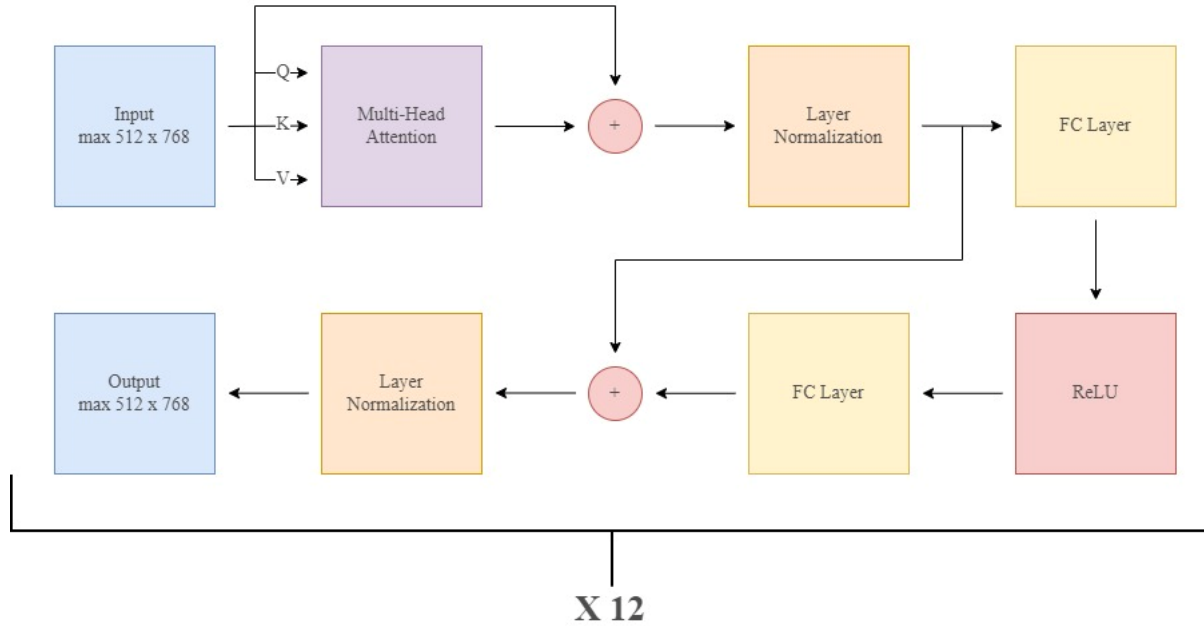 Input
max 512 x 768
Q
K
V
Multi-Head
Attention
+
Layer
Normalization
FC Layer
Output
max 512 x 768
Layer
Normalization
+
FC Layer
ReLU
X 12